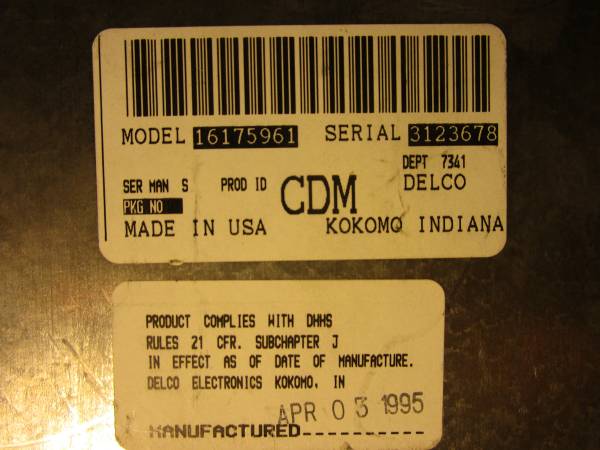 MODEL 16175961 SERIAL 3123678
DEPT 7341
SER MAN S PROD ID CDM DELCO
PKG NO
MADE IN USA KOKOMO INDIANA
PRODUCT COMPLIES WITH DHHS
RULES 21 CFR. SUBCHAPTER J
IN EFFECT AS OF DATE OF MANUFACTURE.
DELCO ELECTRONICS KOKOMO, IN
APR 03 1995
MANUFACTURED